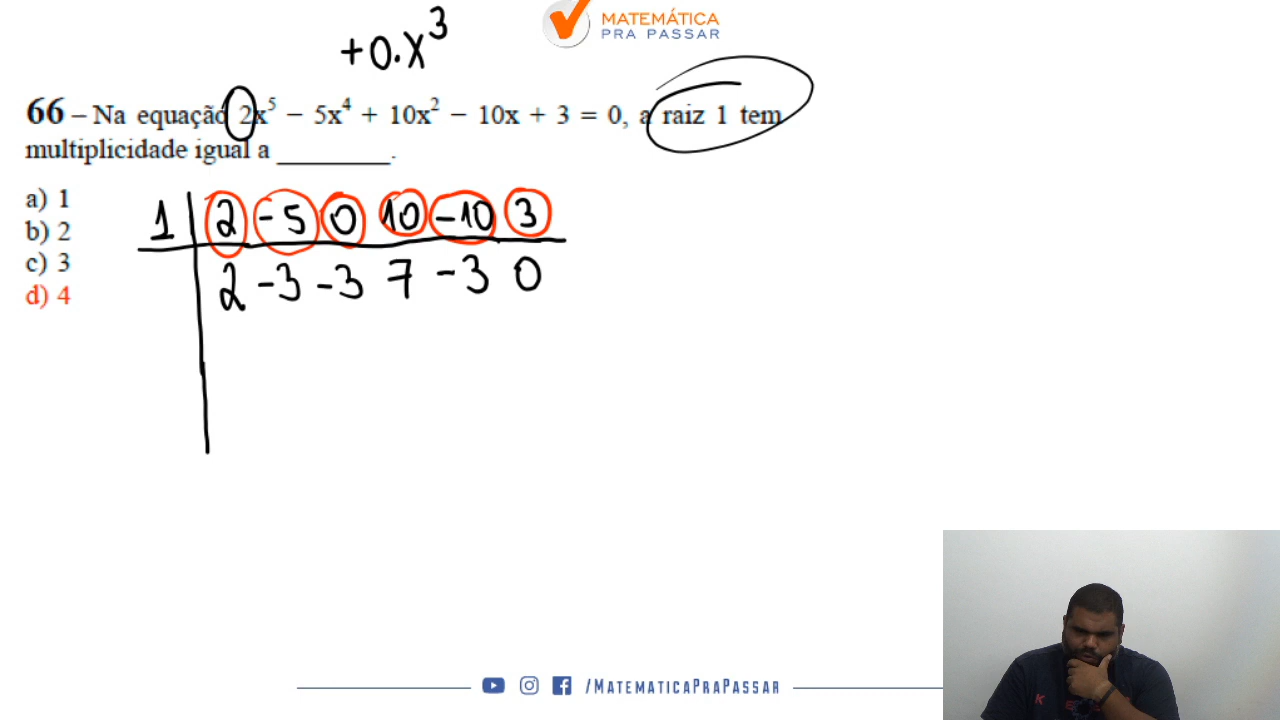 +0.x³
MATEMÁTICA
PRA PASSAR
66 – Na equação 2x⁵ − 5x⁴ + 10x² − 10x + 3 = 0, a raiz 1 tem
multiplicidade igual a _________.
a) 1
b) 2
c) 3
d) 4
1 | 2 -5 0 10 -10 3
2 -3 -3 7 -3 0
/MATEMATICAPRAPASSAR